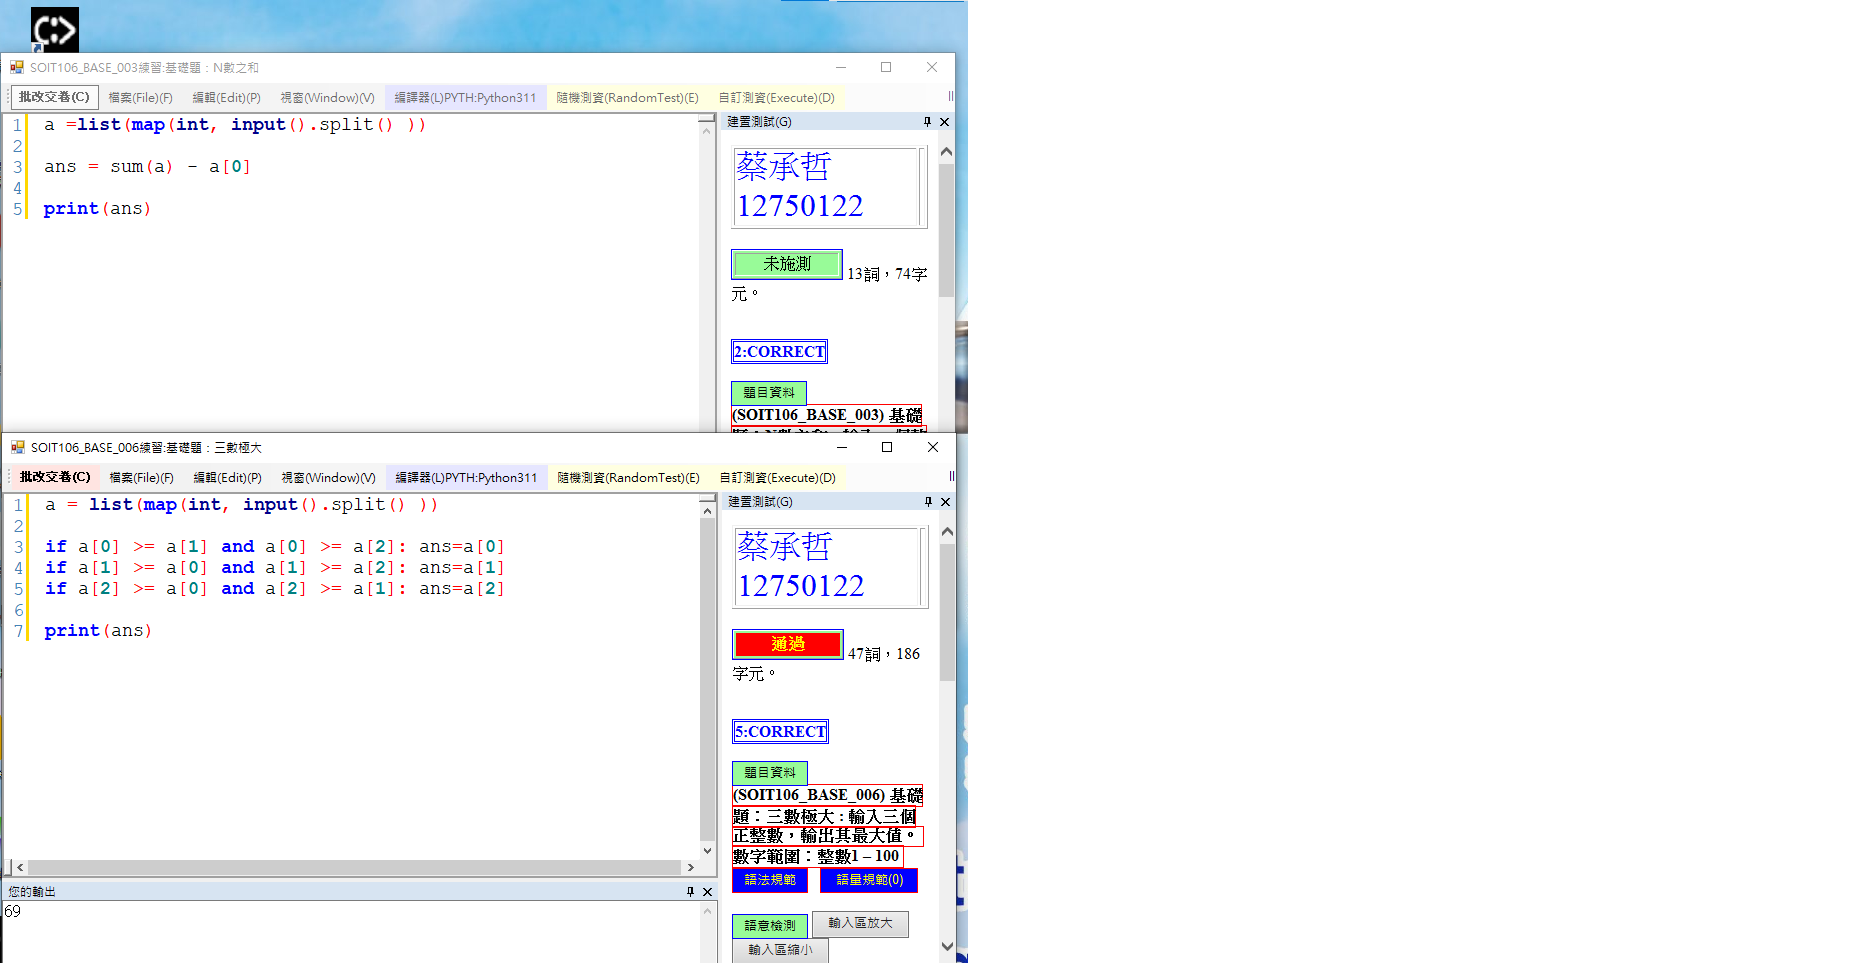 C:>
SOIT106_BASE_003練習:基礎題：N數之和
批改交卷(C) 檔案(File)(F) 編輯(Edit)(P) 視窗(Window)(V) 編譯器(L)PYTH:Python311 隨機測資(RandomTest)(E) 自訂測資(Execute)(D)
1 a =list(map(int, input().split() ))
2
3 ans = sum(a) - a[0]
4
5 print(ans)
建置測試(G)
蔡承哲
12750122
未施測 13詞，74字
元。
2:CORRECT
題目資料
(SOIT106_BASE_003) 基礎
SOIT106_BASE_006練習:基礎題：三數極大
批改交卷(C) 檔案(File)(F) 編輯(Edit)(P) 視窗(Window)(V) 編譯器(L)PYTH:Python311 隨機測資(RandomTest)(E) 自訂測資(Execute)(D)
1 a = list(map(int, input().split() ))
2
3 if a[0] >= a[1] and a[0] >= a[2]: ans=a[0]
4 if a[1] >= a[0] and a[1] >= a[2]: ans=a[1]
5 if a[2] >= a[0] and a[2] >= a[1]: ans=a[2]
6
7 print(ans)
建置測試(G)
蔡承哲
12750122
通過 47詞，186
字元。
5:CORRECT
題目資料
(SOIT106_BASE_006) 基礎
題：三數極大 : 輸入三個
正整數，輸出其最大值。
數字範圍：整數1 – 100
語法規範 語量規範(0)
語意檢測 輸入區放大
輸入區縮小
您的輸出
69